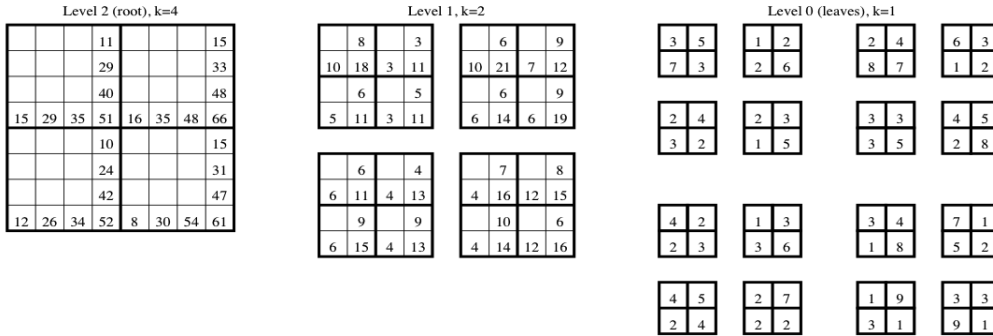 Level 2 (root), k=4
Level 1, k=2
Level 0 (leaves), k=1
11 15
29 33
40 48
15 29 35 51 16 35 48 66
10 15
24 31
42 47
12 26 34 52 8 30 54 61
8 3 6 9
10 18 3 11 10 21 7 12
6 5 6 9
5 11 3 11 6 14 6 19
6 4 7 8
6 11 4 13 4 16 12 15
9 9 10 6
6 15 4 13 4 14 12 16
3 5 1 2 2 4 6 3
7 3 2 6 8 7 1 2
2 4 2 3 3 3 4 5
3 2 1 5 3 5 2 8
4 2 1 3 3 4 7 1
2 3 3 6 1 8 5 2
4 5 2 7 1 9 3 3
2 4 2 2 3 1 9 1